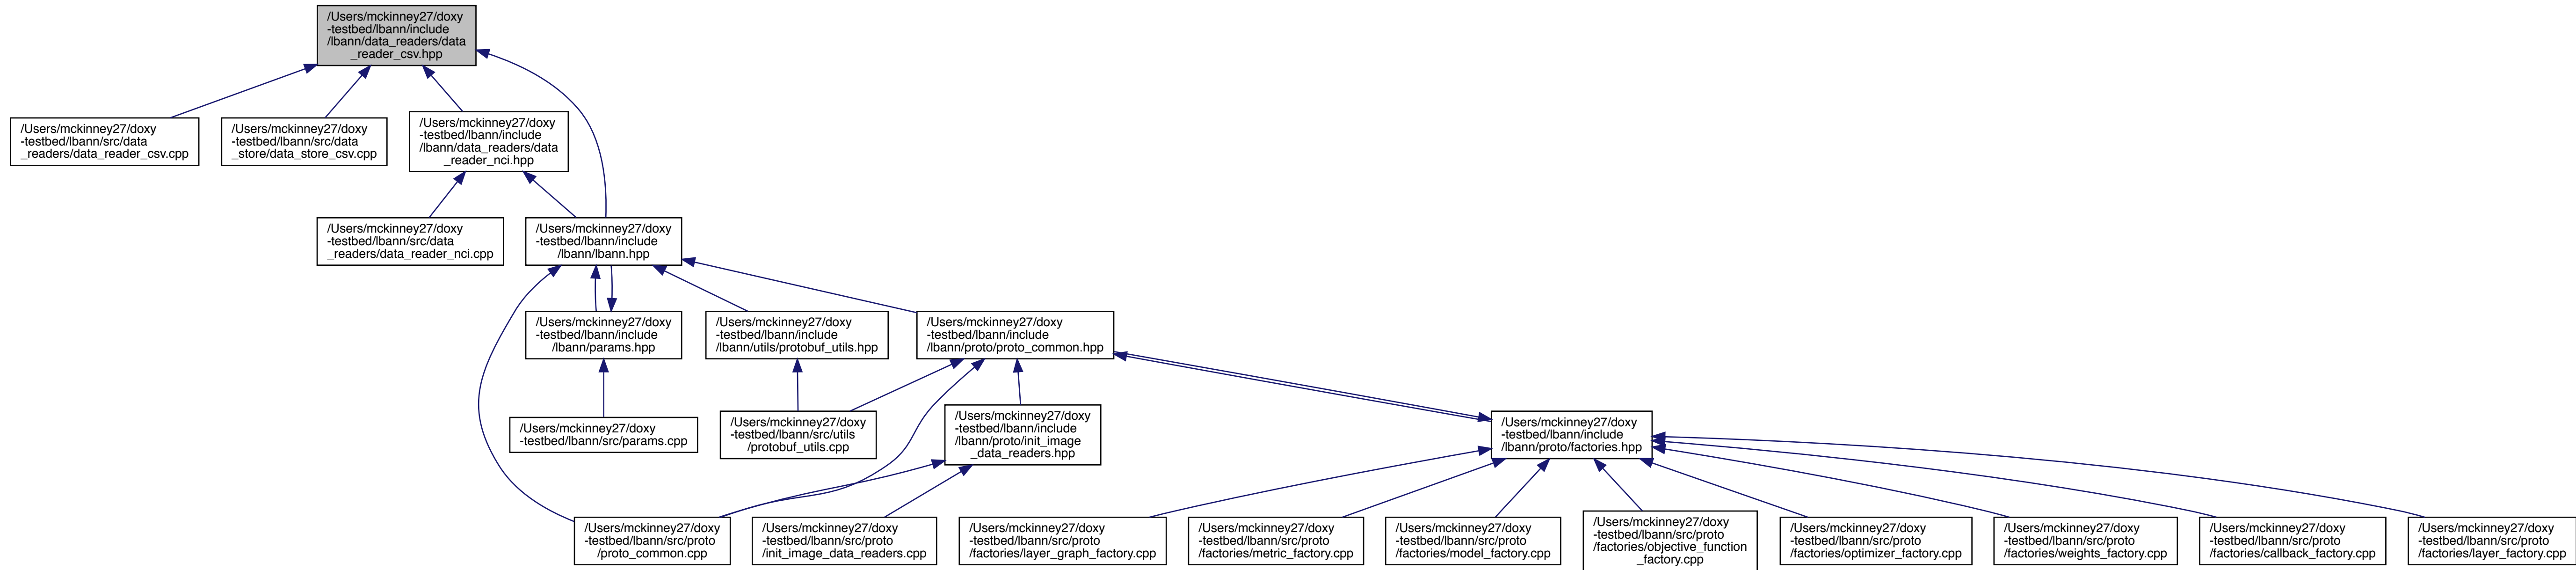 /Users/mckinney27/doxy
-testbed/lbann/include
/lbann/data_readers/data
_reader_csv.hpp
/Users/mckinney27/doxy
-testbed/lbann/src/data
_readers/data_reader_csv.cpp
/Users/mckinney27/doxy
-testbed/lbann/src/data
_store/data_store_csv.cpp
/Users/mckinney27/doxy
-testbed/lbann/include
/lbann/data_readers/data
_reader_nci.hpp
/Users/mckinney27/doxy
-testbed/lbann/src/data
_readers/data_reader_nci.cpp
/Users/mckinney27/doxy
-testbed/lbann/include
/lbann/lbann.hpp
/Users/mckinney27/doxy
-testbed/lbann/include
/lbann/params.hpp
/Users/mckinney27/doxy
-testbed/lbann/include
/lbann/utils/protobuf_utils.hpp
/Users/mckinney27/doxy
-testbed/lbann/include
/lbann/proto/proto_common.hpp
/Users/mckinney27/doxy
-testbed/lbann/src/params.cpp
/Users/mckinney27/doxy
-testbed/lbann/src/utils
/protobuf_utils.cpp
/Users/mckinney27/doxy
-testbed/lbann/include
/lbann/proto/init_image
_data_readers.hpp
/Users/mckinney27/doxy
-testbed/lbann/include
/lbann/proto/factories.hpp
/Users/mckinney27/doxy
-testbed/lbann/src/proto
/proto_common.cpp
/Users/mckinney27/doxy
-testbed/lbann/src/proto
/init_image_data_readers.cpp
/Users/mckinney27/doxy
-testbed/lbann/src/proto
/factories/layer_graph_factory.cpp
/Users/mckinney27/doxy
-testbed/lbann/src/proto
/factories/metric_factory.cpp
/Users/mckinney27/doxy
-testbed/lbann/src/proto
/factories/model_factory.cpp
/Users/mckinney27/doxy
-testbed/lbann/src/proto
/factories/objective_function
_factory.cpp
/Users/mckinney27/doxy
-testbed/lbann/src/proto
/factories/optimizer_factory.cpp
/Users/mckinney27/doxy
-testbed/lbann/src/proto
/factories/weights_factory.cpp
/Users/mckinney27/doxy
-testbed/lbann/src/proto
/factories/callback_factory.cpp
/Users/mckinney27/doxy
-testbed/lbann/src/proto
/factories/layer_factory.cpp